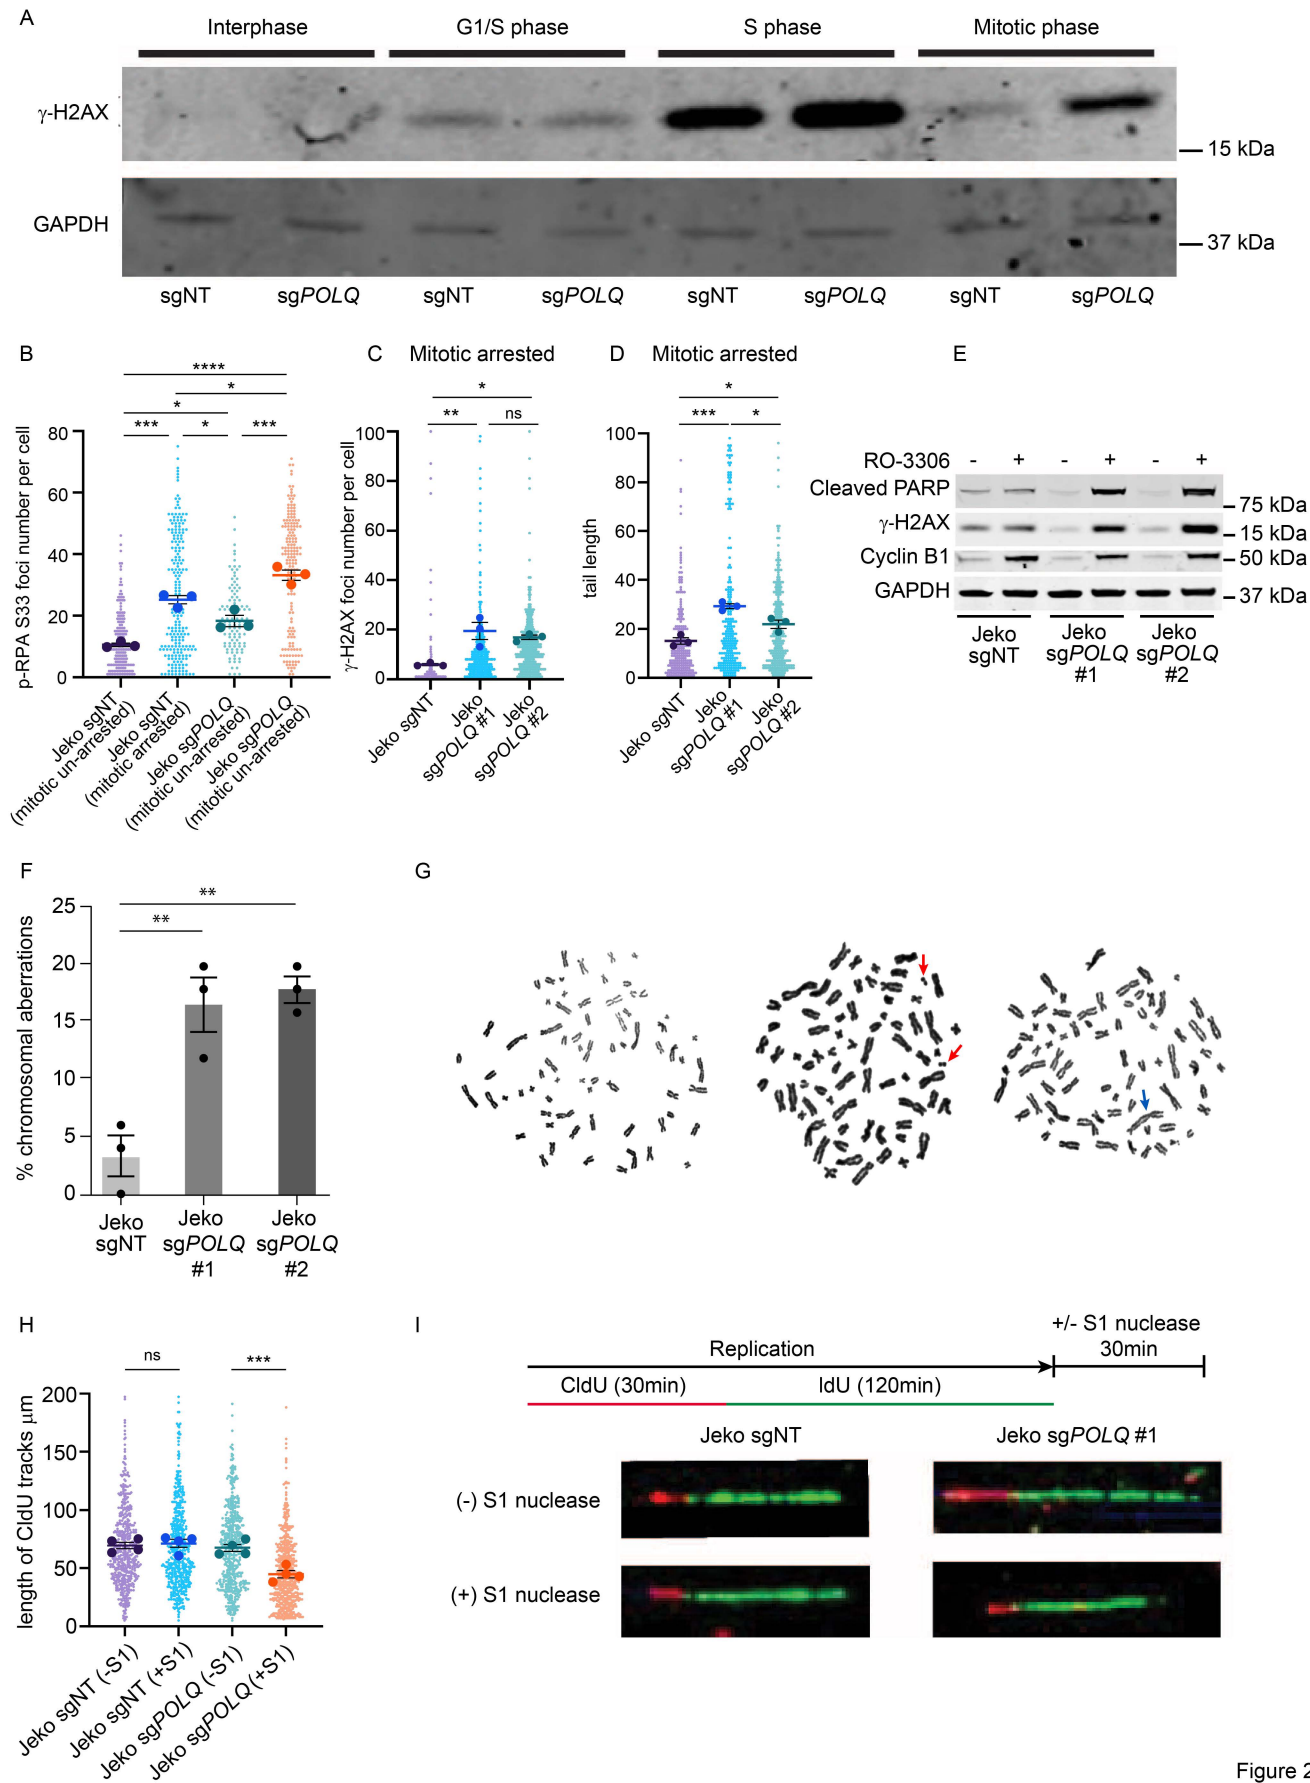 A
Interphase
G1/S phase
S phase
Mitotic phase
γ-H2AX
15 kDa
GAPDH
37 kDa
sgNT
sgPOLQ
sgNT
sgPOLQ
sgNT
sgPOLQ
sgNT
sgPOLQ
B
****
*
*
***
*
***
p-RPA S33 foci number per cell
80
60
40
20
0
Jeko sgNT
(mitotic un-arrested)
Jeko sgNT
(mitotic arrested)
Jeko sgPOLQ
(mitotic un-arrested)
Jeko sgPOLQ
(mitotic un-arrested)
C
Mitotic arrested
*
**
ns
γ-H2AX foci number per cell
100
80
60
40
20
0
Jeko sgNT
Jeko
sgPOLQ #1
Jeko
sgPOLQ #2
D
Mitotic arrested
*
***
*
tail length
100
80
60
40
20
0
Jeko sgNT
Jeko
sgPOLQ #1
Jeko
sgPOLQ #2
E
RO-3306
- + - + - +
Cleaved PARP
75 kDa
γ-H2AX
15 kDa
Cyclin B1
50 kDa
GAPDH
37 kDa
Jeko
sgNT
Jeko
sgPOLQ
#1
Jeko
sgPOLQ
#2
F
**
**
% chromosomal aberrations
25
20
15
10
5
0
Jeko
sgNT
Jeko
sgPOLQ
#1
Jeko
sgPOLQ
#2
G
H
ns
***
length of CldU tracks μm
200
150
100
50
0
Jeko sgNT (-S1)
Jeko sgNT (+S1)
Jeko sgPOLQ (-S1)
Jeko sgPOLQ (+S1)
I
+/- S1 nuclease
Replication
30min
CldU (30min)
IdU (120min)
Jeko sgNT
Jeko sgPOLQ #1
(-) S1 nuclease
(+) S1 nuclease
Figure 2